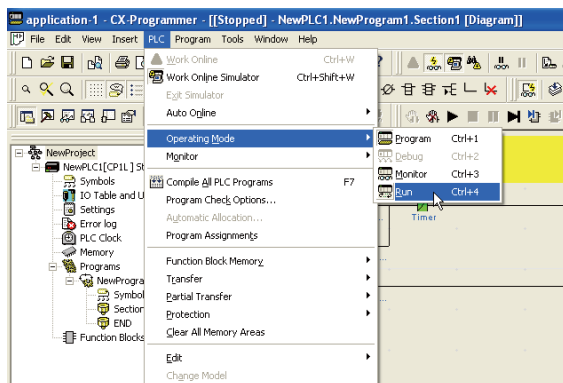 application-1 - CX-Programmer - [[Stopped] - NewPLC1.NewProgram1.Section1 [Diagram]]
File Edit View Insert PLC Program Tools Window Help
Work Online Ctrl+W
Work Online Simulator Ctrl+Shift+W
Exit Simulator
Auto Online
Operating Mode
Monitor
Compile All PLC Programs F7
Program Check Options...
Automatic Allocation...
Program Assignments
Function Block Memory
Transfer
Partial Transfer
Protection
Clear All Memory Areas
Edit
Change Model
Program Ctrl+1
Debug Ctrl+2
Monitor Ctrl+3
Run Ctrl+4
Timer
NewProject
NewPLC1[CP1L] St
Symbols
IO Table and U
Settings
Error log
PLC Clock
Memory
Programs
NewProgra
Symbol
Section
END
Function Blocks